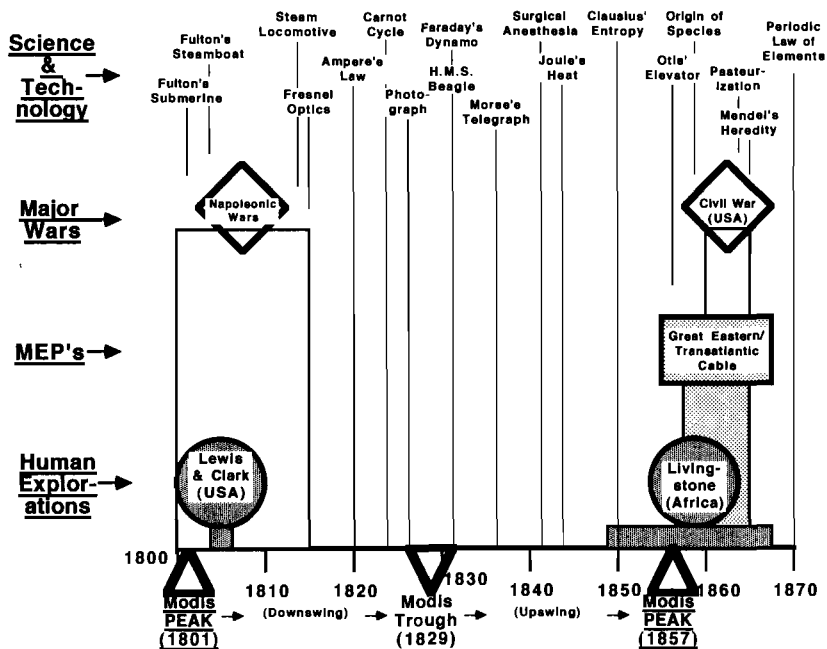 Science
&
Tech-
nology
Fulton's
Submerine
Fulton's
Steamboat
Steam
Locomotive
Fresnel
Optics
Ampere's
Law
Carnot
Cycle
Photo-
graph
Faraday's
Dynamo
H.M.S.
Beagle
Morse'e
Telegraph
Surgical
Anesthesia
Joule's
Heat
Clausius'
Entropy
Otis'
Elevator
Origin of
Species
Pasteur-
ization
Mendel's
Heredity
Periodic
Law of
Elements
Major
Wars
Napoleonic
Wars
Civil War
(USA)
MEP's
Great Eastern/
Transatlantic
Cable
Human
Explor-
ations
Lewis
& Clark
(USA)
Living-
stone
(Africa)
1800
1810
1820
1830
1840
1850
1860
1870
Modis
PEAK
(1801)
(Downswing)
Modis
Trough
(1829)
(Upswing)
Modis
PEAK
(1857)